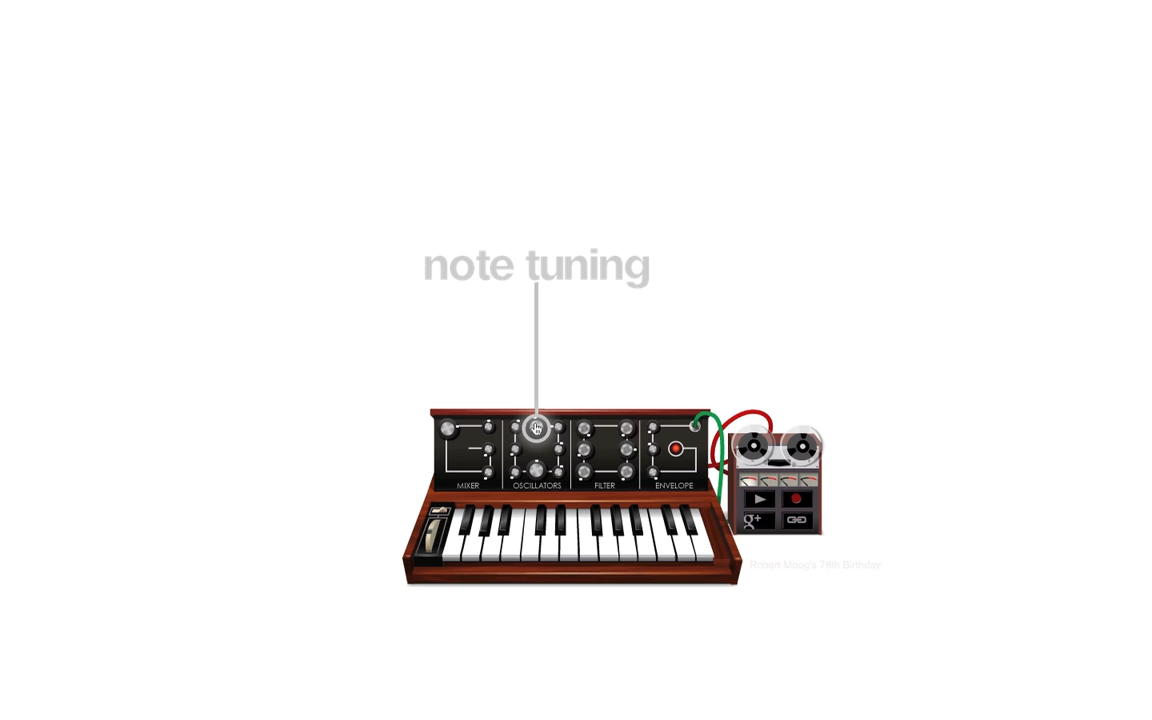 note tuning
MIXER OSCILLATORS FILTER ENVELOPE
g+
Robert Moog's 78th Birthday